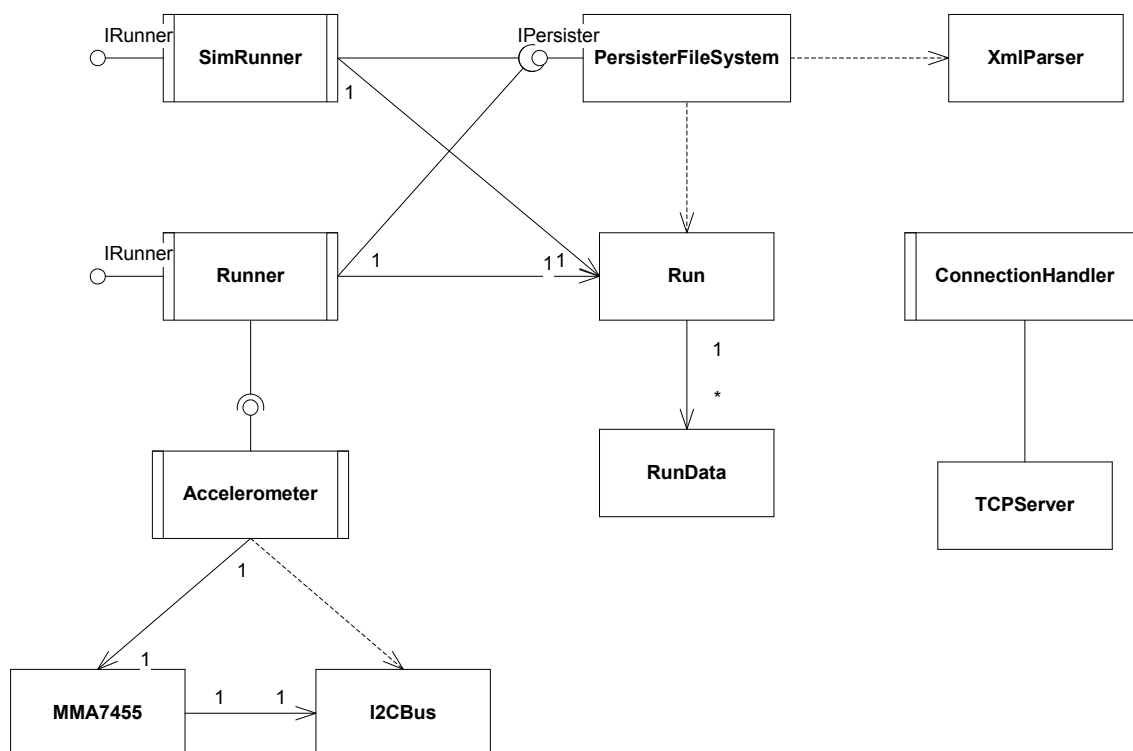 IRunner
IPersister
SimRunner
PersisterFileSystem
XmlParser
1
IRunner
Runner
1
1
1
Run
ConnectionHandler
1
*
RunData
Accelerometer
TCPServer
1
1
1
1
MMA7455
I2CBus